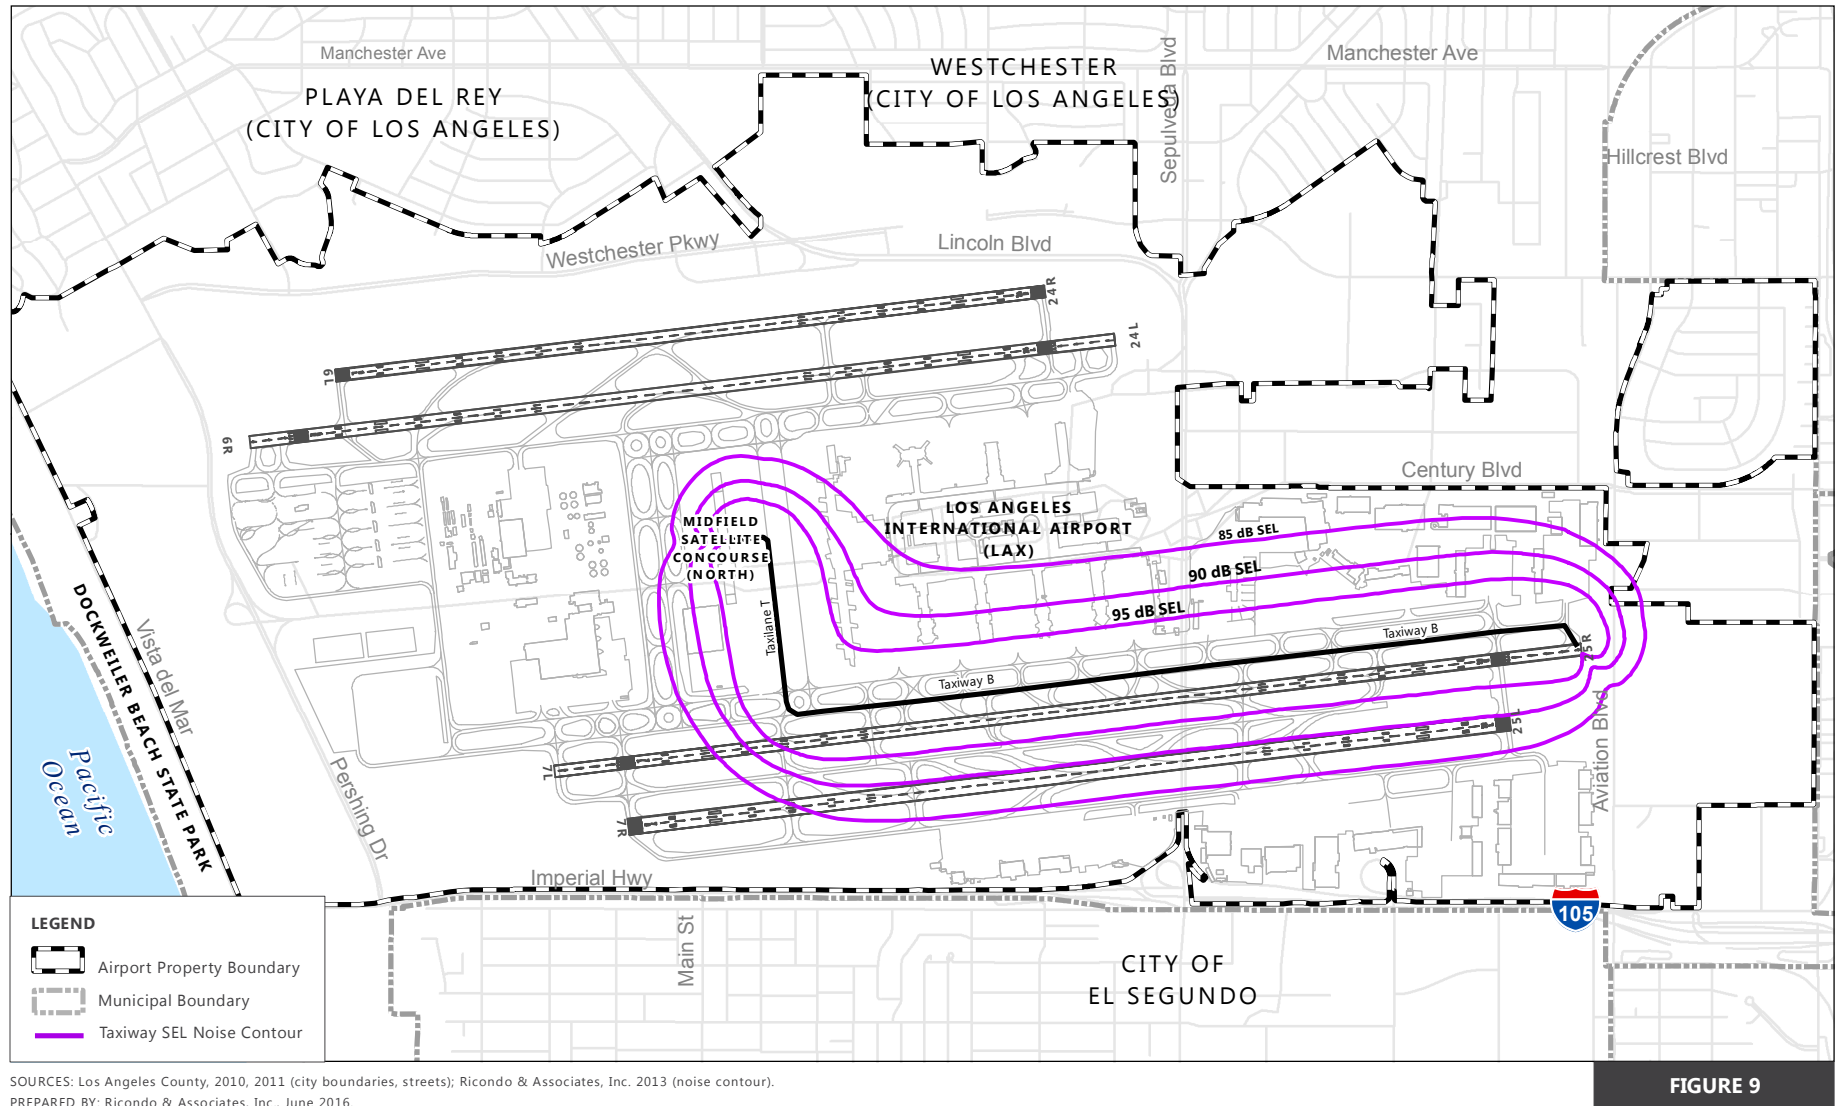 Manchester Ave
Manchester Ave
WESTCHESTER
(CITY OF LOS ANGELES)
PLAYA DEL REY
(CITY OF LOS ANGELES)
Sepulveda Blvd
Hillcrest Blvd
Westchester Pkwy
Lincoln Blvd
24R
24L
6L
6R
Century Blvd
LOS ANGELES
INTERNATIONAL AIRPORT
(LAX)
MIDFIELD
SATELLITE
CONCOURSE
(NORTH)
85 dB SEL
90 dB SEL
95 dB SEL
Taxilane T
Taxiway B
Taxiway B
25R
25L
7L
7R
Aviation Blvd
DOCKWEILER BEACH STATE PARK
Vista del Mar
Pacific
Ocean
Pershing Dr
Imperial Hwy
105
Main St
CITY OF
EL SEGUNDO
LEGEND
Airport Property Boundary
Municipal Boundary
Taxiway SEL Noise Contour
SOURCES: Los Angeles County, 2010, 2011 (city boundaries, streets); Ricondo & Associates, Inc. 2013 (noise contour).
PREPARED BY: Ricondo & Associates, Inc., June 2016
FIGURE 9